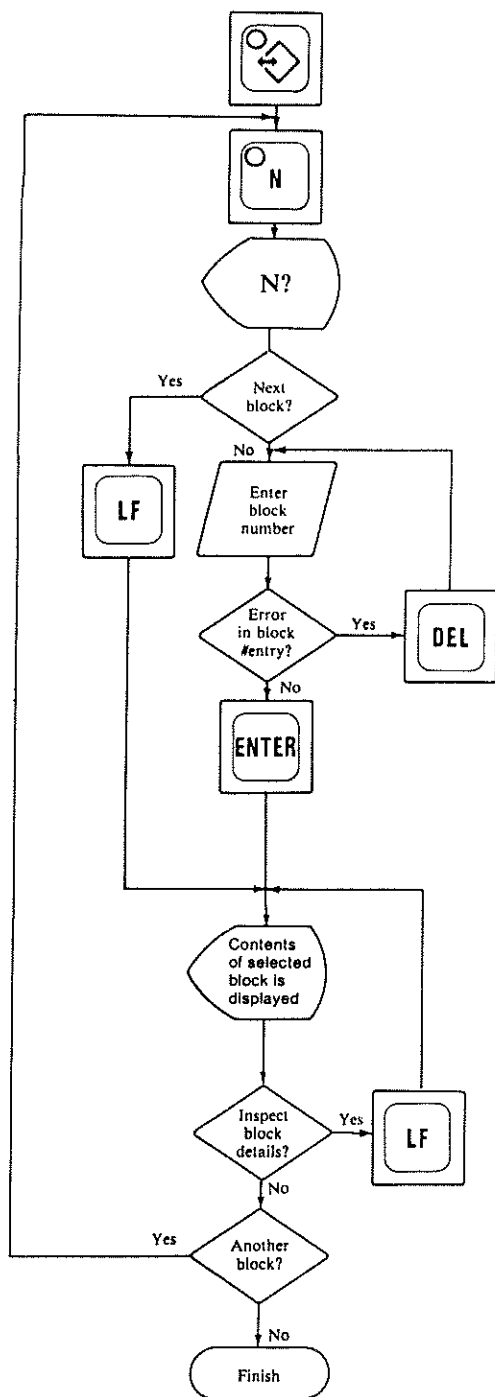 N
N?
Yes
Next
block?
No
LF
Enter
block
number
Error
in block
#entry?
Yes
DEL
No
ENTER
Contents
of selected
block is
displayed
Inspect
block
details?
Yes
LF
No
Yes
Another
block?
No
Finish